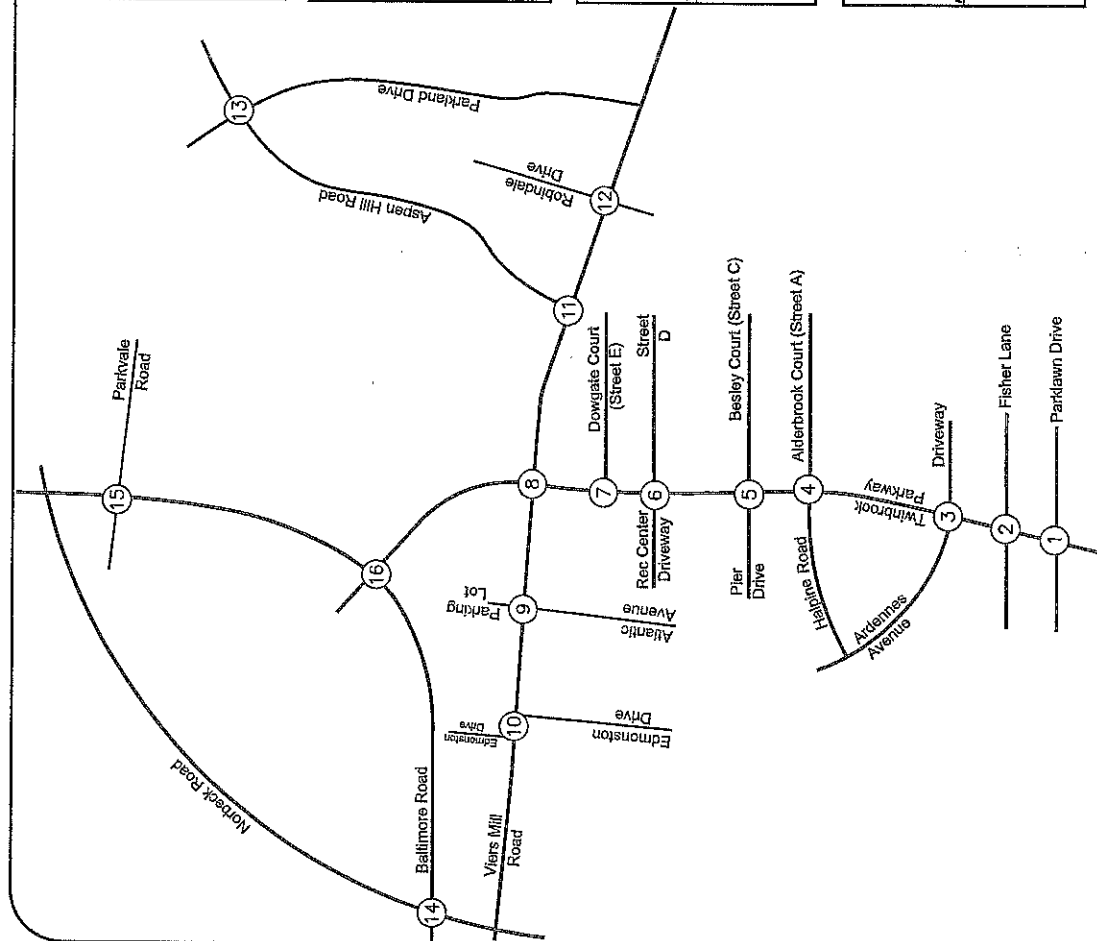 13
Parkland Drive
Aspen Hill Road
Robindale
Drive
12
11
Parkvale
Road
15
Norbeck Road
16
8
Dowgate Court
(Street E)
7
Street
D
6
Rec Center
Driveway
Parking
Lot
9
Atlantic
Avenue
Edmonston
Drive
10
Edmonston
Drive
Baltimore Road
14
Viers Mill
Road
Besley Court (Street C)
5
Pier
Drive
Alderbrook Court (Street A)
4
Halpine Road
Twinbrook
Parkway
Ardennes
Avenue
3
Driveway
2
Fisher Lane
1
Parklawn Drive